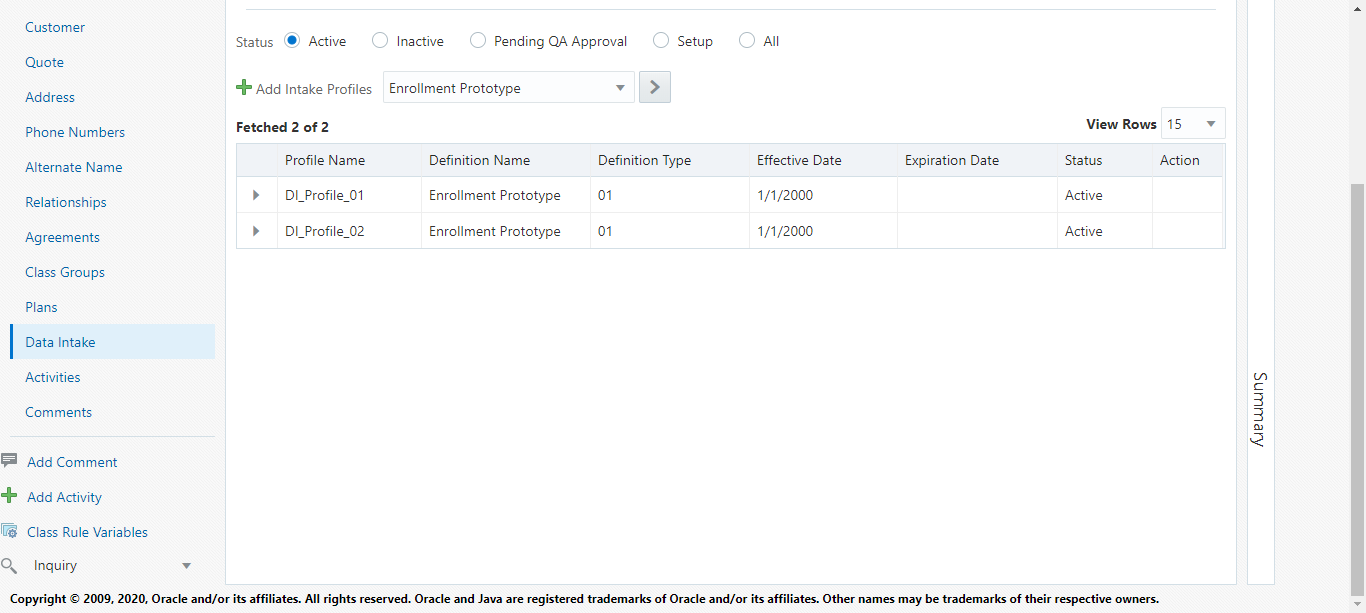 Customer
Quote
Address
Phone Numbers
Alternate Name
Relationships
Agreements
Class Groups
Plans
Data Intake
Activities
Comments
Add Comment
Add Activity
Class Rule Variables
Inquiry
Status Active Inactive Pending QA Approval Setup All
Add Intake Profiles Enrollment Prototype
Fetched 2 of 2 View Rows 15
Profile Name Definition Name Definition Type Effective Date Expiration Date Status Action
DI_Profile_01 Enrollment Prototype 01 1/1/2000 Active
DI_Profile_02 Enrollment Prototype 01 1/1/2000 Active
Summary
Copyright © 2009, 2020, Oracle and/or its affiliates. All rights reserved. Oracle and Java are registered trademarks of Oracle and/or its affiliates. Other names may be trademarks of their respective owners.